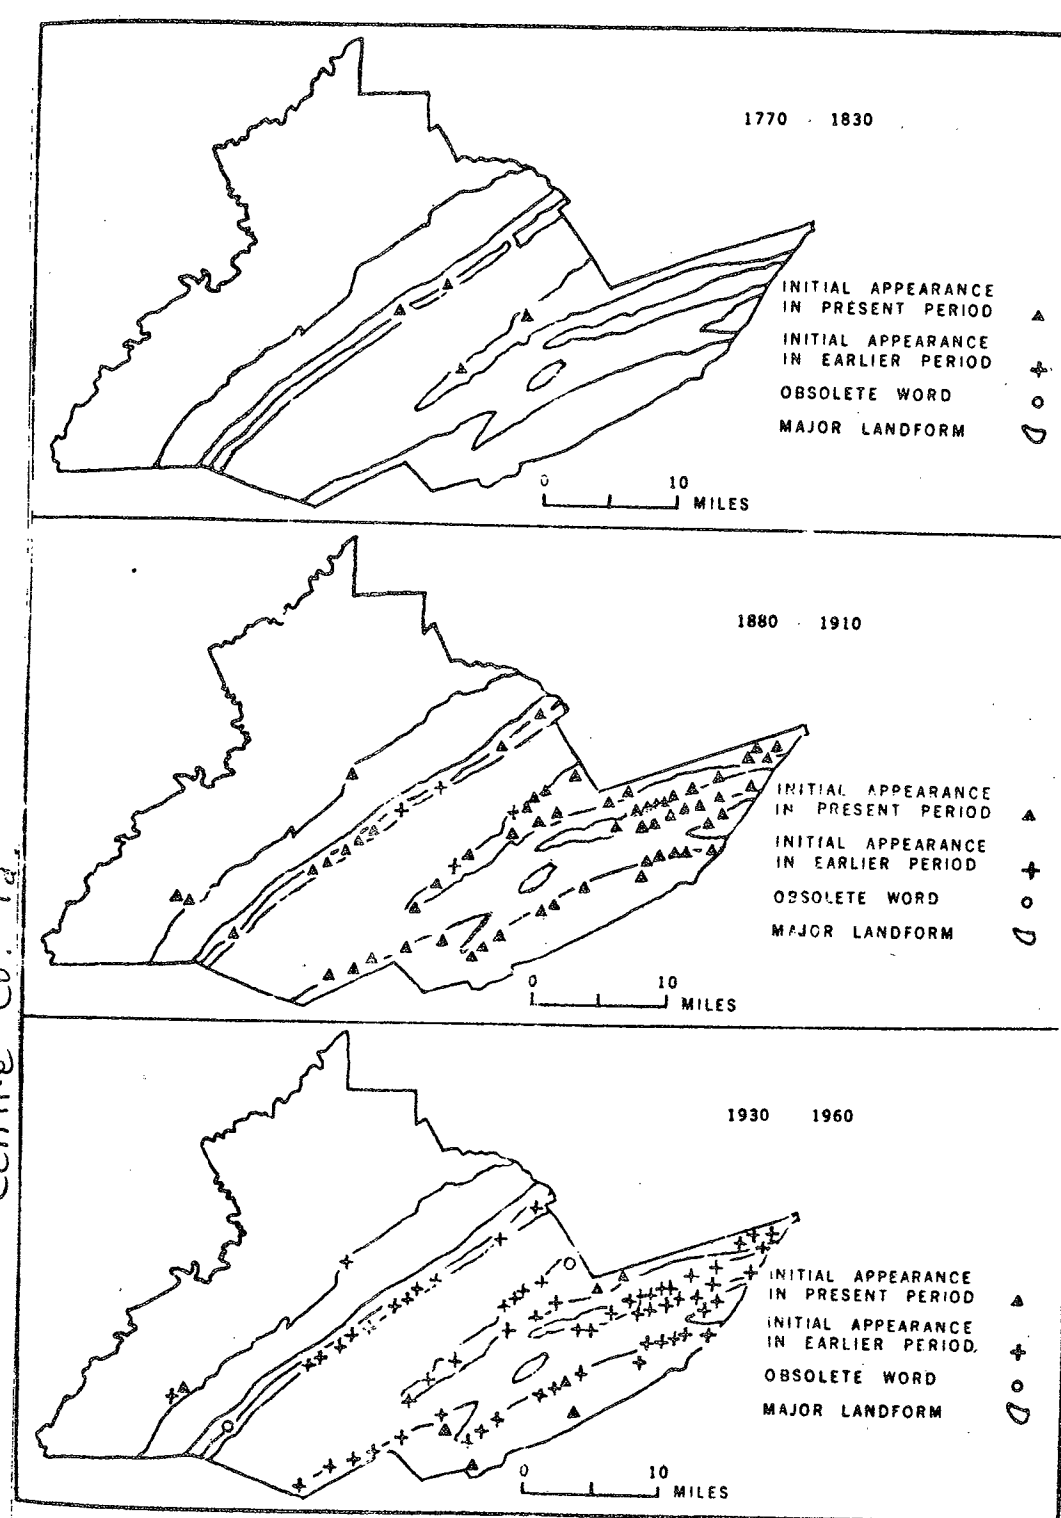 1770 - 1830
INITIAL APPEARANCE
IN PRESENT PERIOD
INITIAL APPEARANCE
IN EARLIER PERIOD
OBSOLETE WORD
MAJOR LANDFORM
0 10
MILES
1880 - 1910
INITIAL APPEARANCE
IN PRESENT PERIOD
INITIAL APPEARANCE
IN EARLIER PERIOD
OBSOLETE WORD
MAJOR LANDFORM
0 10
MILES
1930 1960
INITIAL APPEARANCE
IN PRESENT PERIOD
INITIAL APPEARANCE
IN EARLIER PERIOD
OBSOLETE WORD
MAJOR LANDFORM
0 10
MILES
Centre Co. Pa.